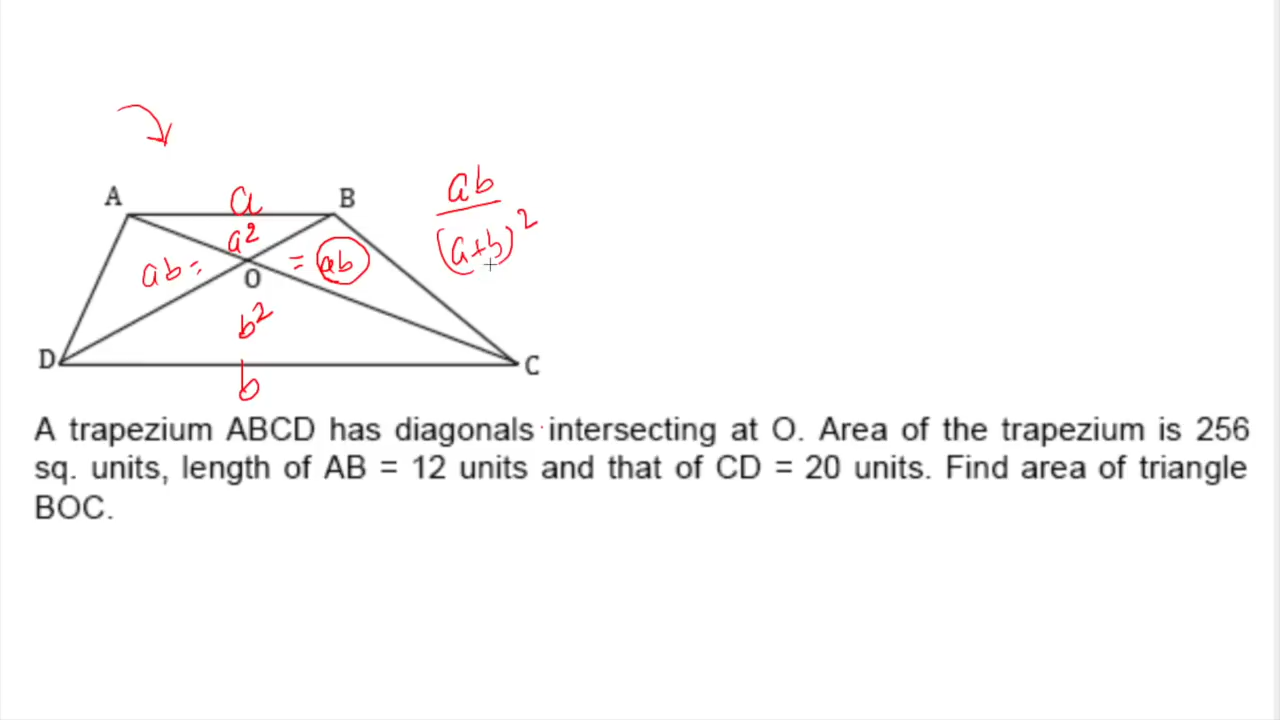 A
a
B
ab
(a+b)²
a²
ab =
= ab
O
b²
D
C
b
A trapezium ABCD has diagonals intersecting at O. Area of the trapezium is 256
sq. units, length of AB = 12 units and that of CD = 20 units. Find area of triangle
BOC.